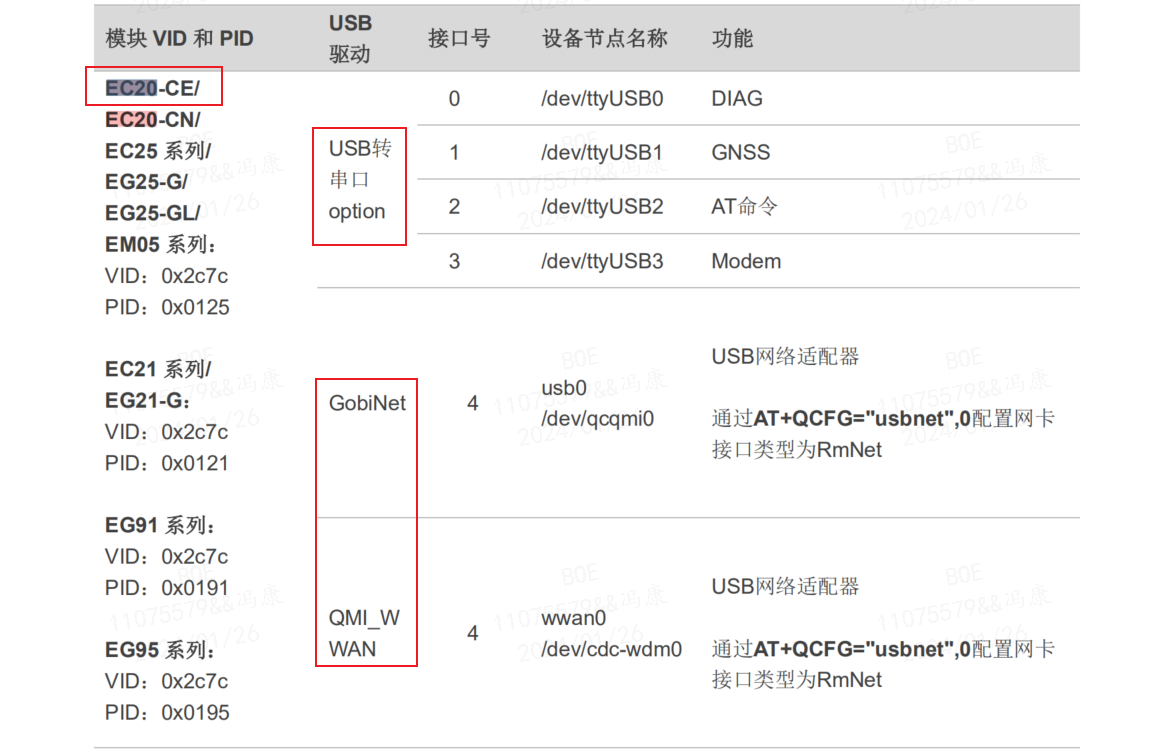 模块 VID 和 PID
USB
驱动
接口号
设备节点名称
功能
EC20-CE/
EC20-CN/
EC25 系列/
EG25-G/
EG25-GL/
EM05 系列：
VID：0x2c7c
PID：0x0125
EC21 系列/
EG21-G：
VID：0x2c7c
PID：0x0121
EG91 系列：
VID：0x2c7c
PID：0x0191
EG95 系列：
VID：0x2c7c
PID：0x0195
USB转
串口
option
0
/dev/ttyUSB0
DIAG
1
/dev/ttyUSB1
GNSS
2
/dev/ttyUSB2
AT命令
3
/dev/ttyUSB3
Modem
GobiNet
4
usb0
/dev/qcqmi0
USB网络适配器
通过AT+QCFG="usbnet",0配置网卡
接口类型为RmNet
QMI_W
WAN
4
wwan0
/dev/cdc-wdm0
USB网络适配器
通过AT+QCFG="usbnet",0配置网卡
接口类型为RmNet
BOE
11075579&&冯康
2024/01/26